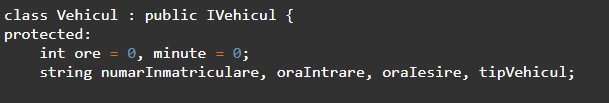 class Vehicul : public IVehicul {
protected:
    int ore = 0, minute = 0;
    string numarInmatriculare, oraIntrare, oraIesire, tipVehicul;